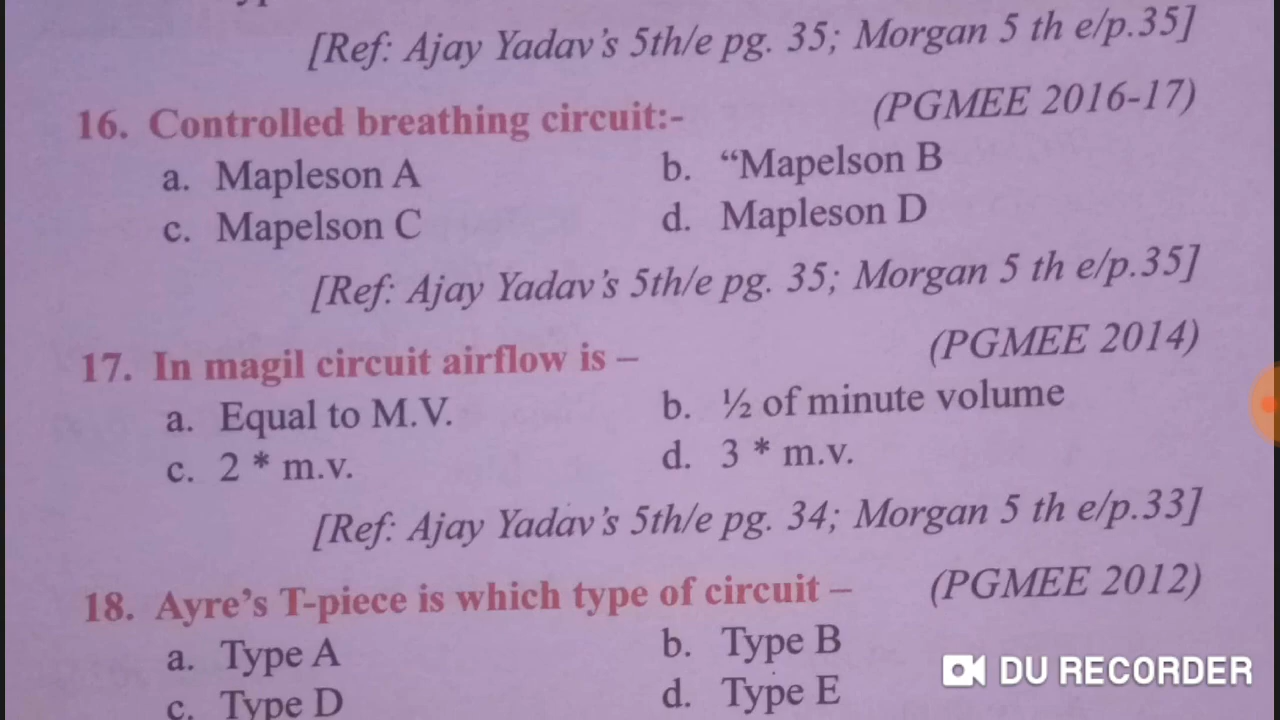 [Ref: Ajay Yadav's 5th/e pg. 35; Morgan 5 th e/p.35]
16. Controlled breathing circuit:- (PGMEE 2016-17)
a. Mapleson A b. “Mapelson B
c. Mapelson C d. Mapleson D
[Ref: Ajay Yadav's 5th/e pg. 35; Morgan 5 th e/p.35]
17. In magil circuit airflow is – (PGMEE 2014)
a. Equal to M.V. b. ½ of minute volume
c. 2 * m.v. d. 3 * m.v.
[Ref: Ajay Yadav's 5th/e pg. 34; Morgan 5 th e/p.33]
18. Ayre's T-piece is which type of circuit – (PGMEE 2012)
a. Type A b. Type B
c. Type D d. Type E
DU RECORDER